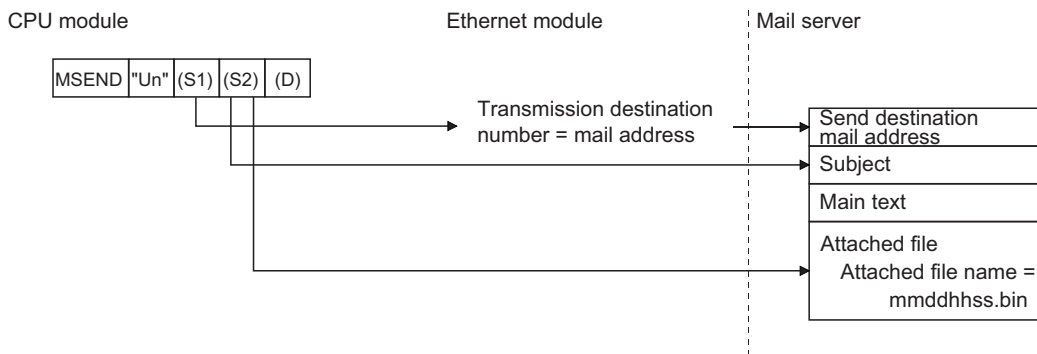 CPU module
Ethernet module
Mail server
MSEND "Un" (S1) (S2) (D)
Transmission destination
number = mail address
Send destination
mail address
Subject
Main text
Attached file
Attached file name =
mmddhhss.bin